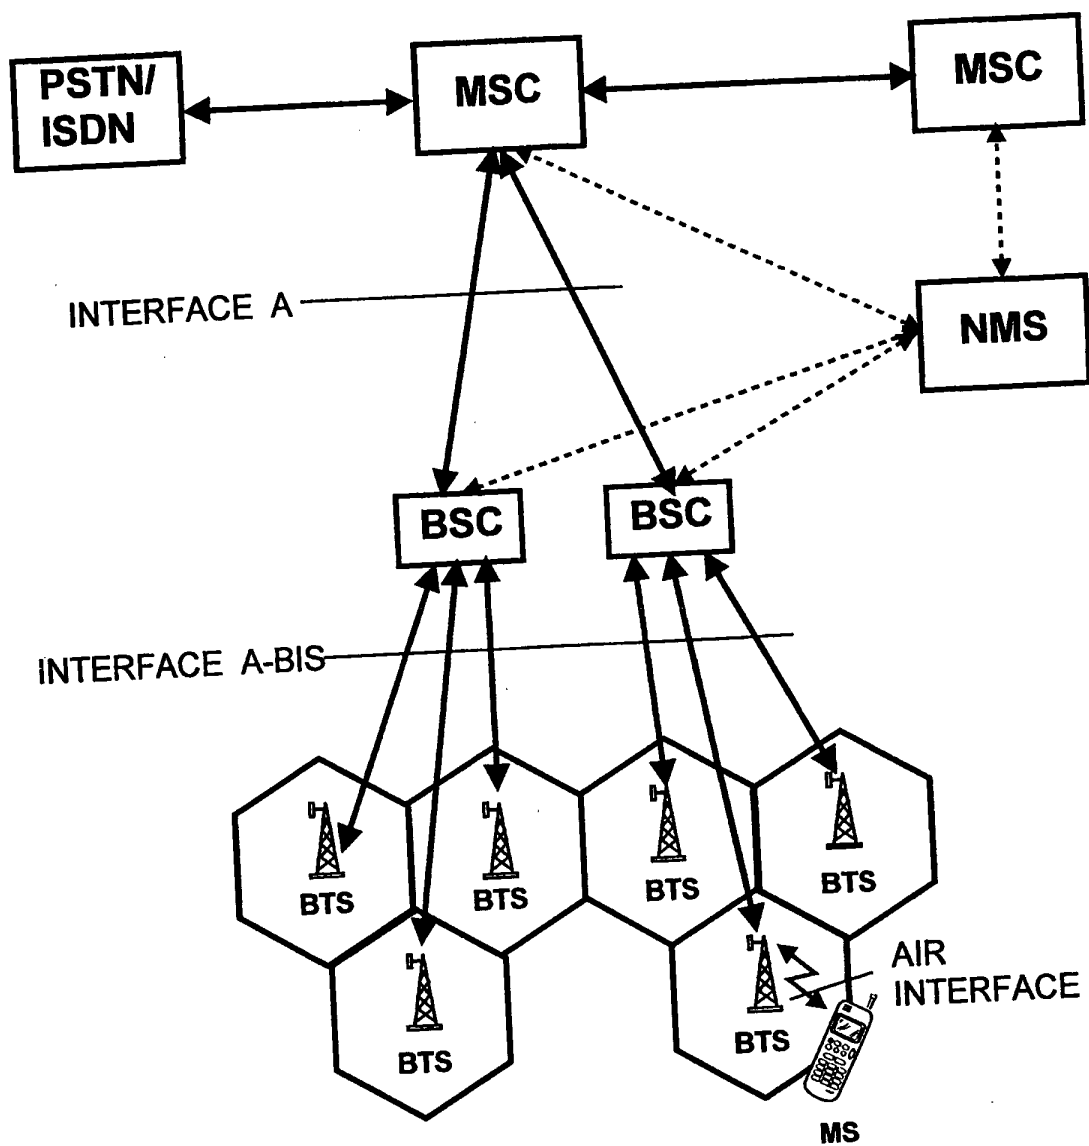 PSTN/
ISDN
MSC
MSC
INTERFACE A
NMS
BSC
BSC
INTERFACE A-BIS
BTS
BTS
BTS
BTS
BTS
BTS
AIR
INTERFACE
MS